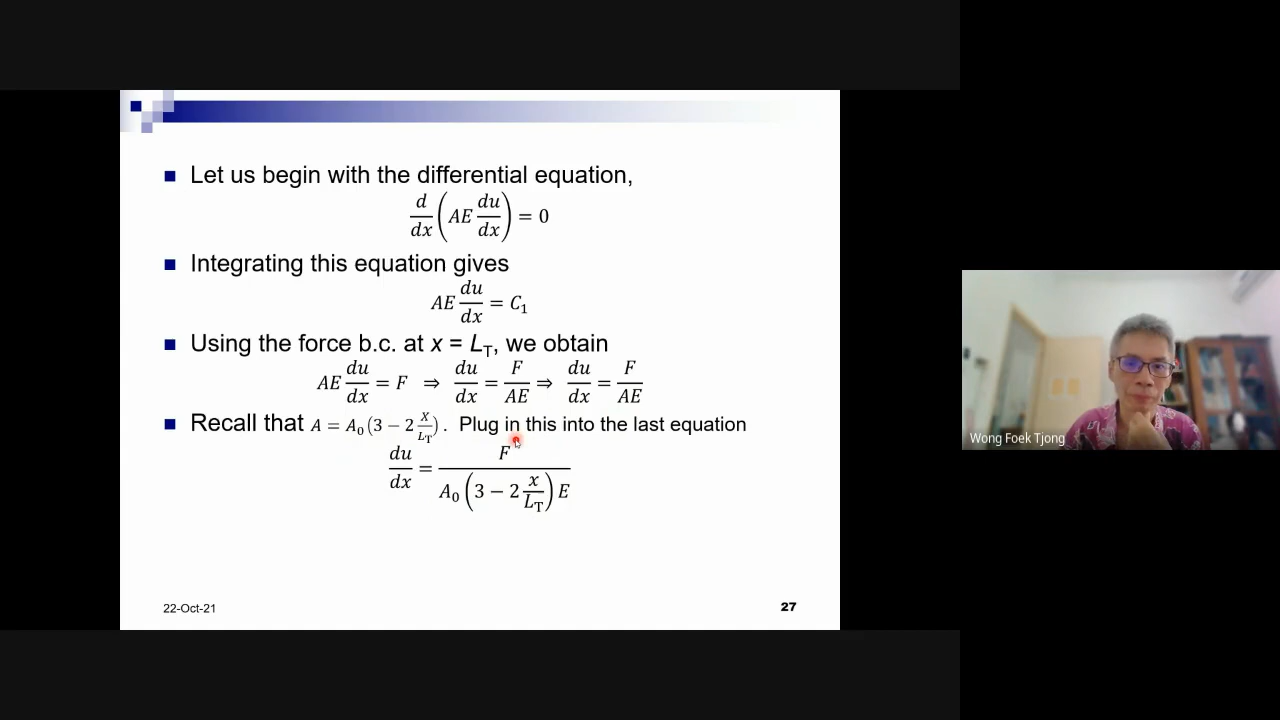 Let us begin with the differential equation,
d/dx (AE du/dx) = 0
Integrating this equation gives
AE du/dx = C₁
Using the force b.c. at x = L_T, we obtain
AE du/dx = F ⇒ du/dx = F/AE ⇒ du/dx = F/AE
Recall that A = A₀(3 − 2 x/L_T). Plug in this into the last equation
du/dx = F / (A₀ (3 − 2 x/L_T) E)
22-Oct-21
27
Wong Foek Tjong